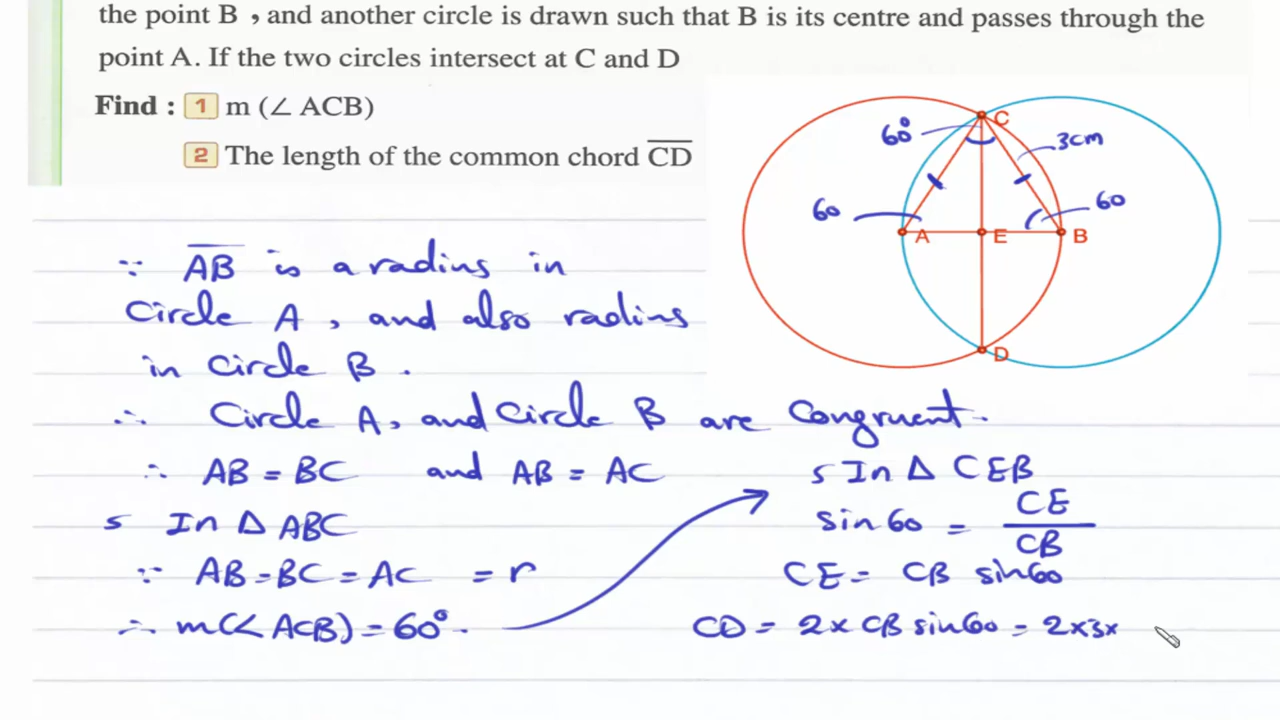 the point B , and another circle is drawn such that B is its centre and passes through the
point A. If the two circles intersect at C and D
Find : 1 m (∠ ACB)
2 The length of the common chord C̅D̅
C
60°
3cm
60
60
A
E
B
D
∵ A̅B̅ is a radius in
Circle A, and also radius
in Circle B.
∴ Circle A, and Circle B are Congruent.
∴ AB = BC and AB = AC
In Δ ABC
∵ AB = BC = AC = r
∴ m(∠ ACB) = 60°.
In Δ CEB
sin 60 = CE / CB
CE = CB sin60
CD = 2 × CB sin60 = 2×3×